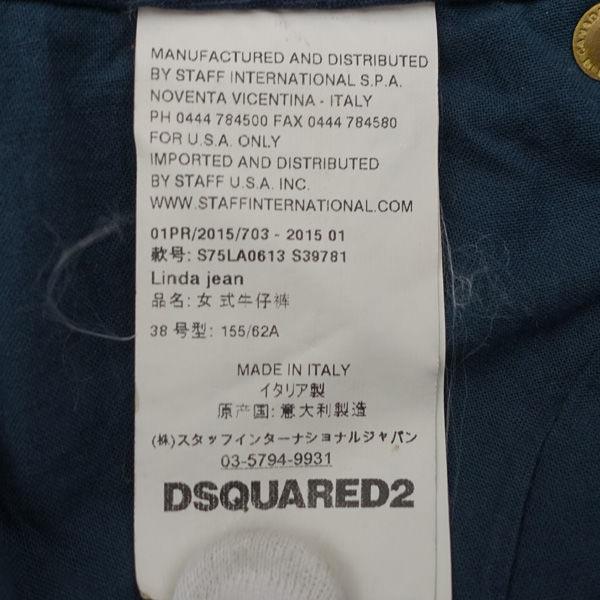 MANUFACTURED AND DISTRIBUTED
BY STAFF INTERNATIONAL S.P.A.
NOVENTA VICENTINA - ITALY
PH 0444 784500 FAX 0444 784580
FOR U.S.A. ONLY
IMPORTED AND DISTRIBUTED
BY STAFF U.S.A. INC.
WWW.STAFFINTERNATIONAL.COM
01PR/2015/703 - 2015 01
款号: S75LA0613 S39781
Linda jean
品名: 女 式牛仔裤
38 号型: 155/62A
MADE IN ITALY
イタリア製
原产国: 意大利製造
(株)スタッフインターナショナルジャパン
03-5794-9931
DSQUARED2